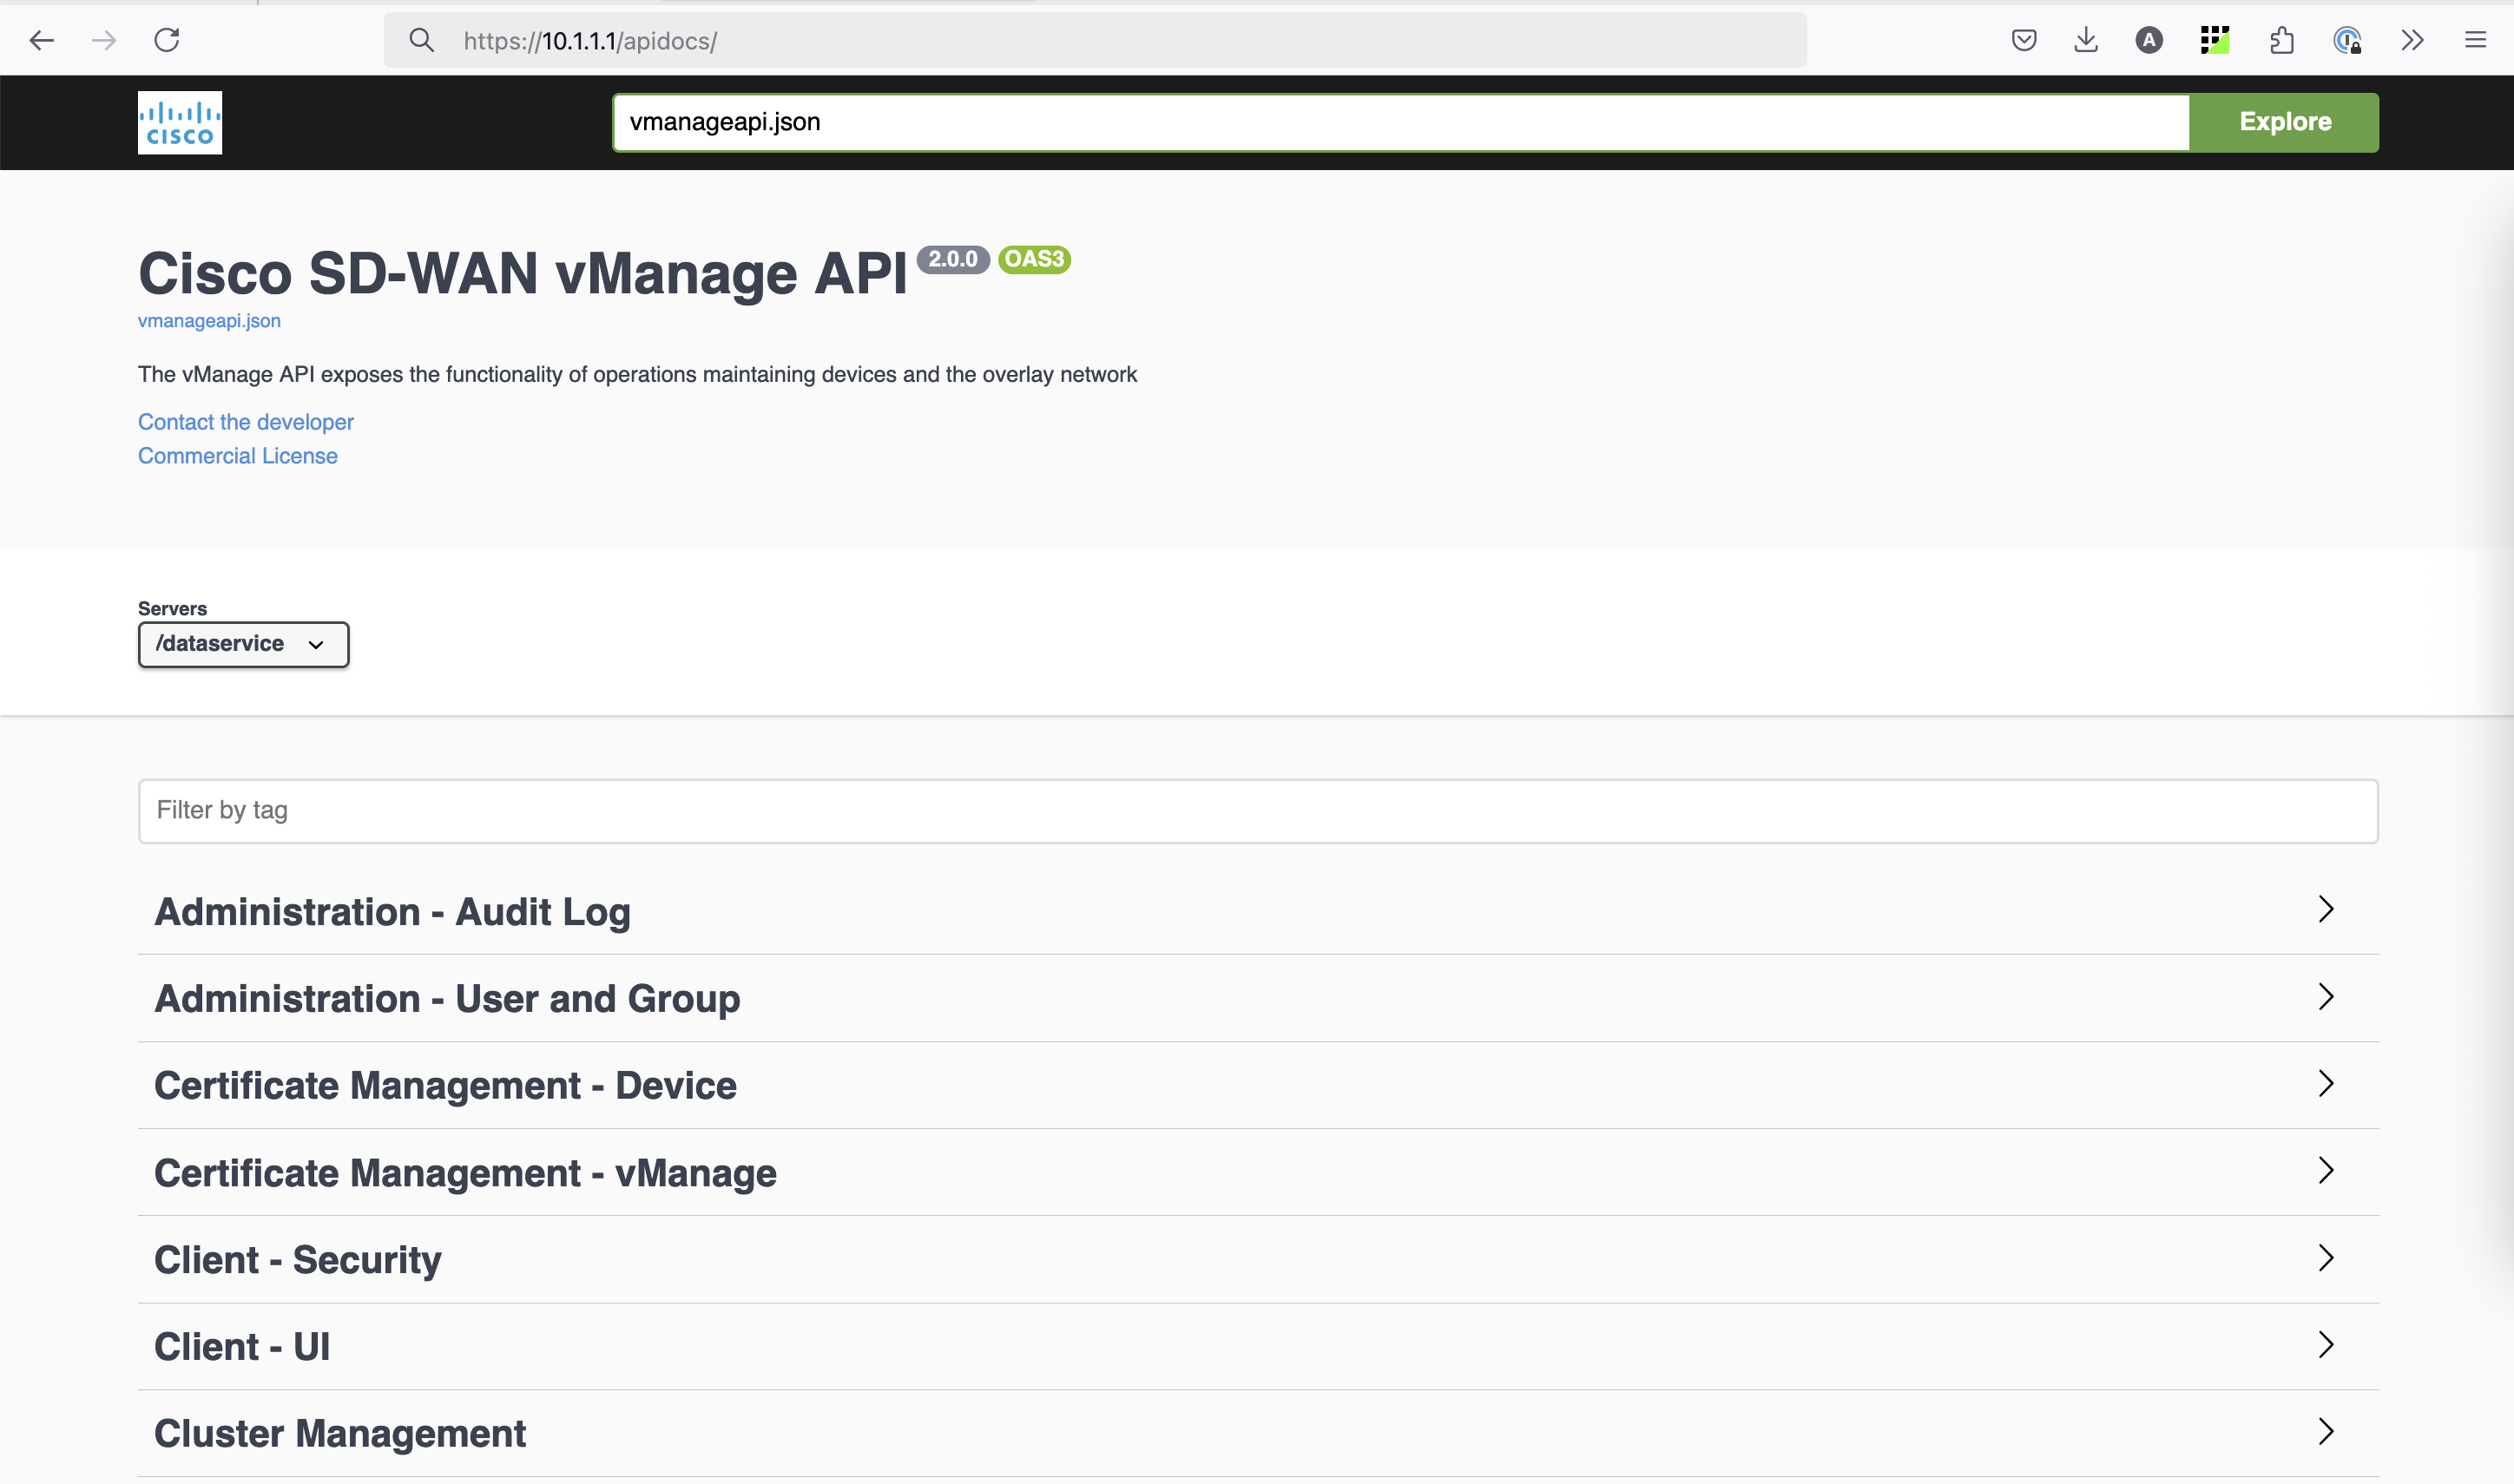 https://10.1.1.1/apidocs/
A
CISCO
vmanageapi.json
Explore
Cisco SD-WAN vManage API 2.0.0 OAS3
vmanageapi.json
The vManage API exposes the functionality of operations maintaining devices and the overlay network
Contact the developer
Commercial License
Servers
/dataservice
Filter by tag
Administration - Audit Log
Administration - User and Group
Certificate Management - Device
Certificate Management - vManage
Client - Security
Client - UI
Cluster Management